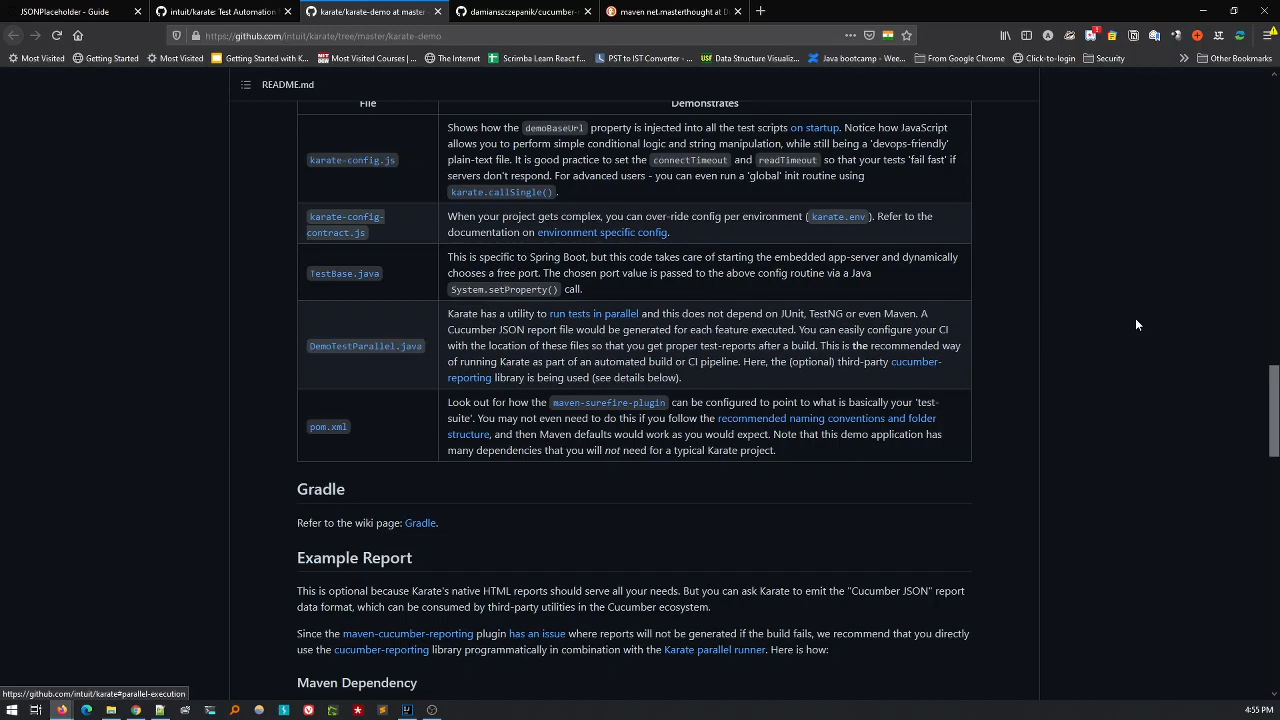 JSONPlaceholder - Guide
intuit/karate: Test Automation
karate/karate-demo at master
damianszczepanik/cucumber-
maven net.masterthought at D
https://github.com/intuit/karate/tree/master/karate-demo
Most Visited
Getting Started
Most Visited
Getting started with K...
Most Visited Courses |...
The Internet
Scrimba Learn React f...
PST to IST Converter -...
Data Structure Visualiz...
Java bootcamp - Wee...
From Google Chrome
Click-to-login
Security
Other Bookmarks
README.md
File
Demonstrates
karate-config.js
Shows how the demoBaseUrl property is injected into all the test scripts on startup. Notice how JavaScript
allows you to perform simple conditional logic and string manipulation, while still being a 'devops-friendly'
plain-text file. It is good practice to set the connectTimeout and readTimeout so that your tests 'fail fast' if
servers don't respond. For advanced users - you can even run a 'global' init routine using
karate.callSingle().
karate-config-
contract.js
When your project gets complex, you can over-ride config per environment (karate.env). Refer to the
documentation on environment specific config.
TestBase.java
This is specific to Spring Boot, but this code takes care of starting the embedded app-server and dynamically
chooses a free port. The chosen port value is passed to the above config routine via a Java
System.setProperty() call.
DemoTestParallel.java
Karate has a utility to run tests in parallel and this does not depend on JUnit, TestNG or even Maven. A
Cucumber JSON report file would be generated for each feature executed. You can easily configure your CI
with the location of these files so that you get proper test-reports after a build. This is the recommended way
of running Karate as part of an automated build or CI pipeline. Here, the (optional) third-party cucumber-
reporting library is being used (see details below).
pom.xml
Look out for how the maven-surefire-plugin can be configured to point to what is basically your 'test-
suite'. You may not even need to do this if you follow the recommended naming conventions and folder
structure, and then Maven defaults would work as you would expect. Note that this demo application has
many dependencies that you will not need for a typical Karate project.
Gradle
Refer to the wiki page: Gradle.
Example Report
This is optional because Karate's native HTML reports should serve all your needs. But you can ask Karate to emit the "Cucumber JSON" report
data format, which can be consumed by third-party utilities in the Cucumber ecosystem.
Since the maven-cucumber-reporting plugin has an issue where reports will not be generated if the build fails, we recommend that you directly
use the cucumber-reporting library programmatically in combination with the Karate parallel runner. Here is how:
Maven Dependency
https://github.com/intuit/karate#parallel-execution
4:55 PM